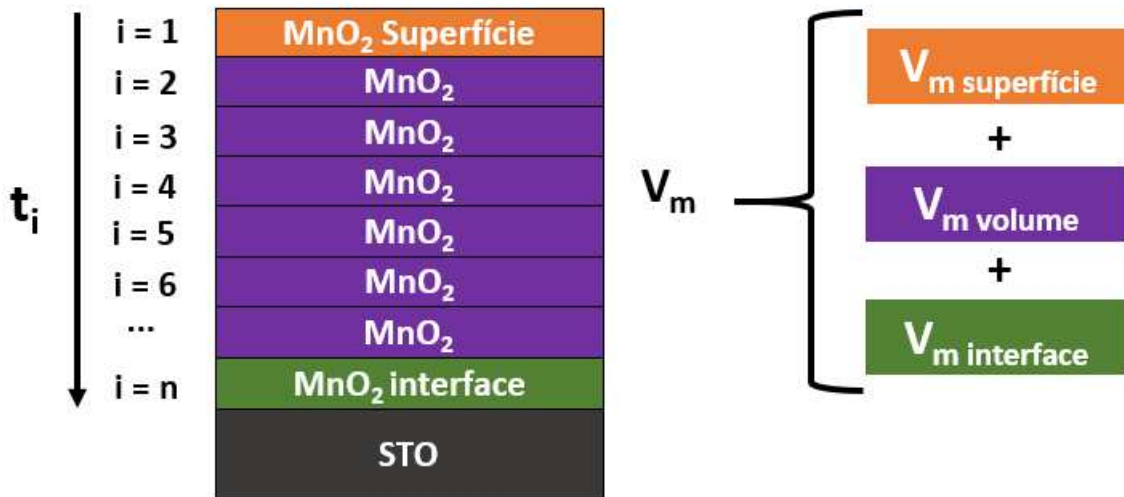 i = 1
MnO₂ Superfície
i = 2
MnO₂
i = 3
MnO₂
i = 4
MnO₂
i = 5
MnO₂
i = 6
MnO₂
...
MnO₂
i = n
MnO₂ interface
STO
tᵢ
Vₘ
Vₘ superfície
+
Vₘ volume
+
Vₘ interface